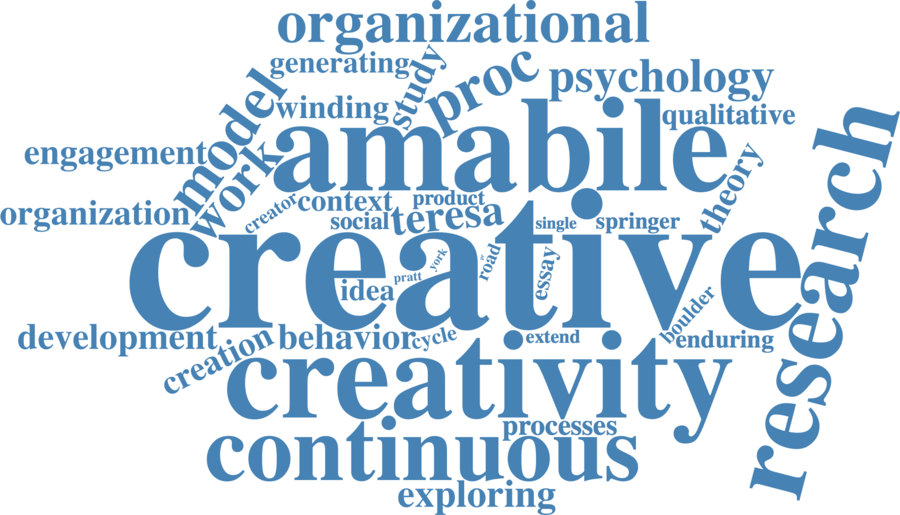 organizational
generating
study
proc
psychology
model
winding
qualitative
amabile
engagement
work
theory
research
creator
context
product
organization
social
teresa
single
springer
creative
york
road
jr
essay
pratt
idea
boulder
development
behavior
cycle
extend
enduring
creation
creativity
processes
continuous
exploring